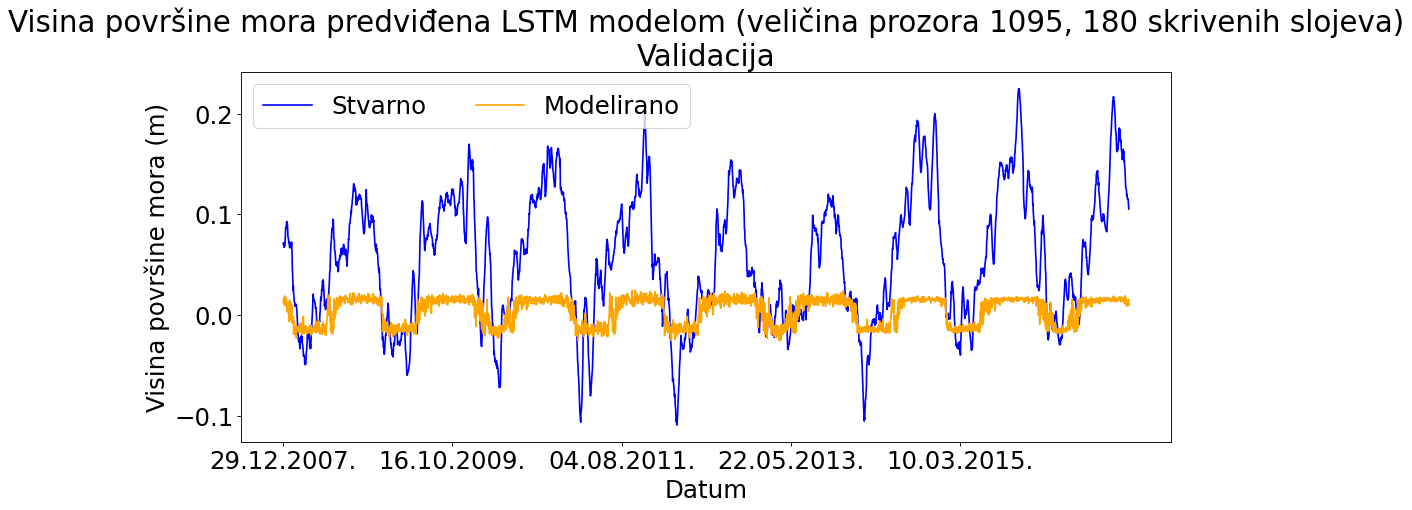 Visina površine mora predviđena LSTM modelom (veličina prozora 1095, 180 skrivenih slojeva)
Validacija
Stvarno
Modelirano
Visina površine mora (m)
0.2
0.1
0.0
−0.1
29.12.2007.
16.10.2009.
04.08.2011.
22.05.2013.
10.03.2015.
Datum